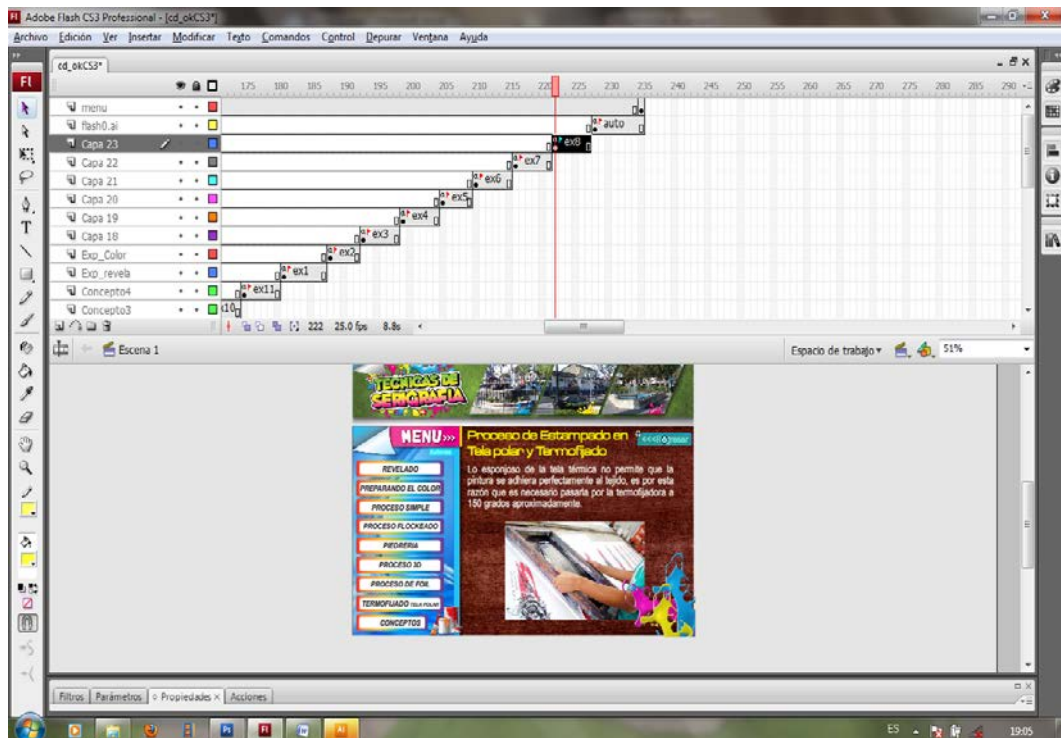 Adobe Flash CS3 Professional - [cd_okCS3*]
Archivo Edición Ver Insertar Modificar Texto Comandos Control Depurar Ventana Ayuda
cd_okCS3*
175 180 185 190 195 200 205 210 215 220 225 230 235 240 245 250 255 260 265 270 275 280 285 290
menu
flash0.ai auto
Capa 23 ex8
Capa 22 ex7
Capa 21 ex6
Capa 20 ex5
Capa 19 ex4
Capa 18 ex3
Exp_Color ex2
Exp_revela ex1
Concepto4 ex11
Concepto3
222 25.0 fps 8.8s
Escena 1
Espacio de trabajo
51%
TECNICAS DE
SERIGRAFIA
MENU»»
REVELADO
PREPARANDO EL COLOR
PROCESO SIMPLE
PROCESO FLOCKEADO
PIEDRERIA
PROCESO 3D
PROCESO DE FOIL
TERMOFIJADO TELA POLAR
CONCEPTOS
Proceso de Estampado en
Tela polar y Termofijado
<<<Regresar
Lo esponjoso de la tela térmica no permite que la
pintura se adhiera perfectamente al tejido, es por esta
razón que es necesario pasarla por la termofijadora a
150 grados aproximadamente.
Filtros Parámetros Propiedades × Acciones
ES 19:05